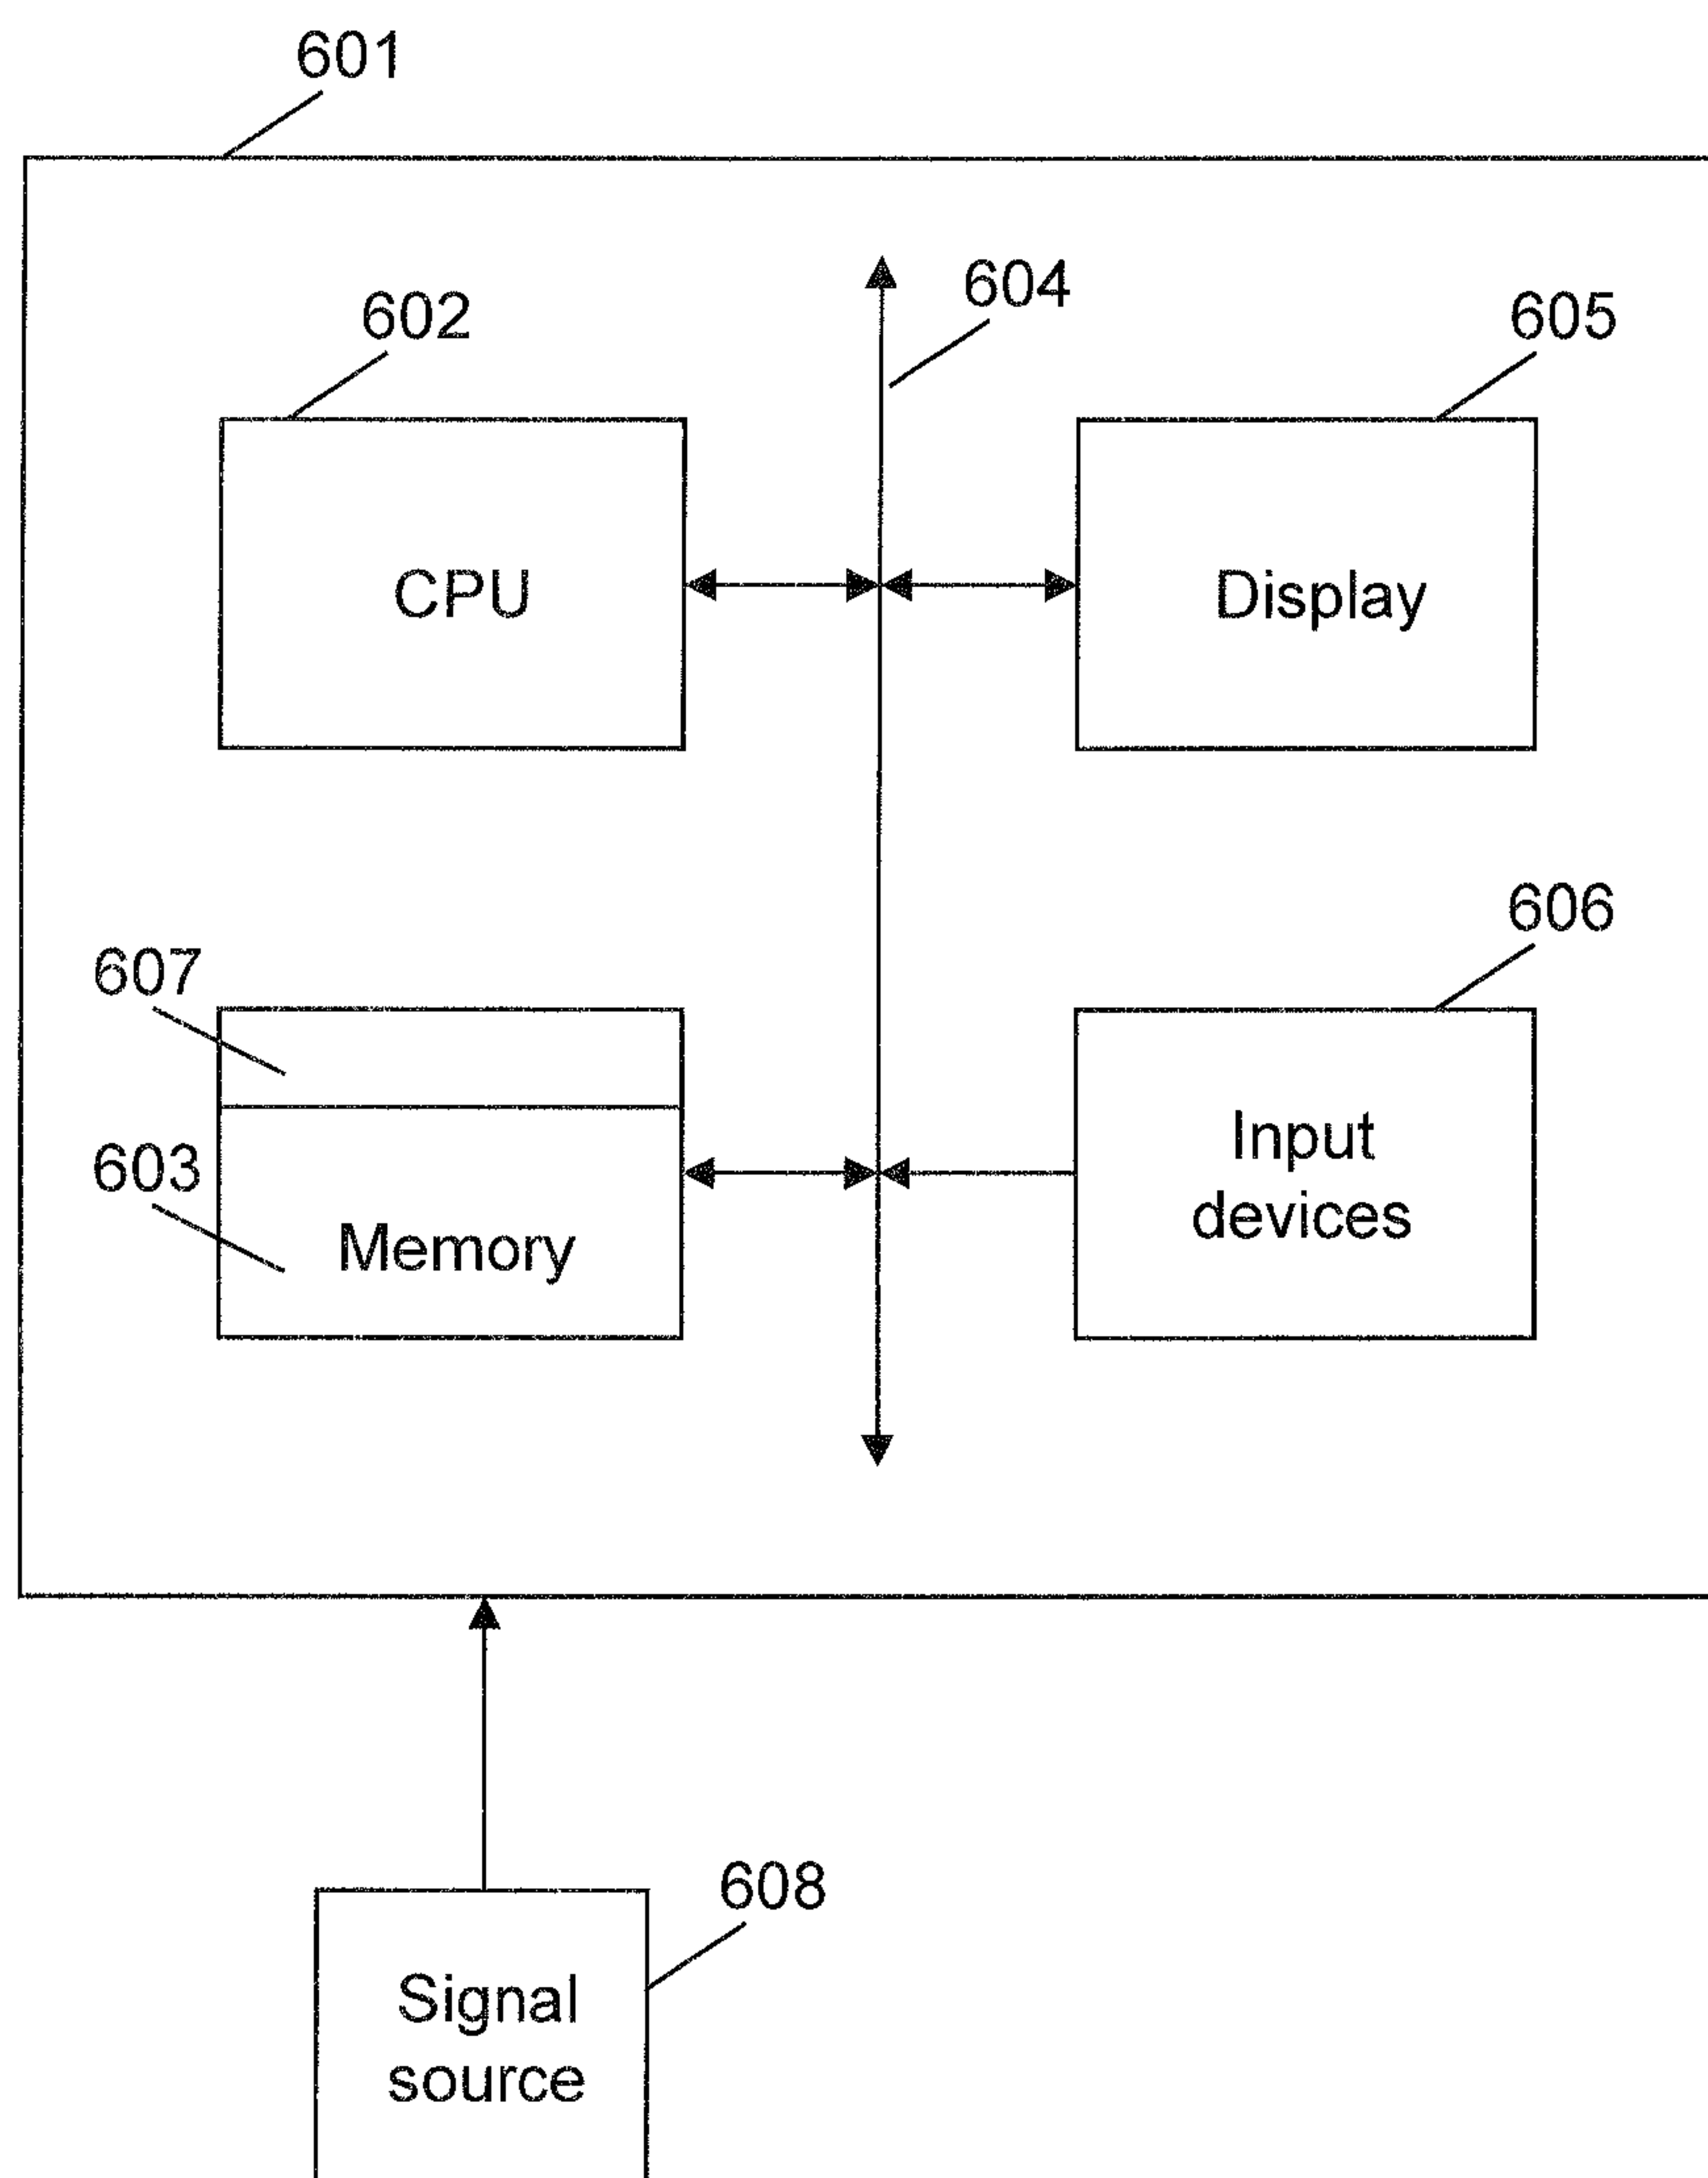 601
602
604
605
CPU
Display
607
606
603
Memory
Input
devices
608
Signal
source